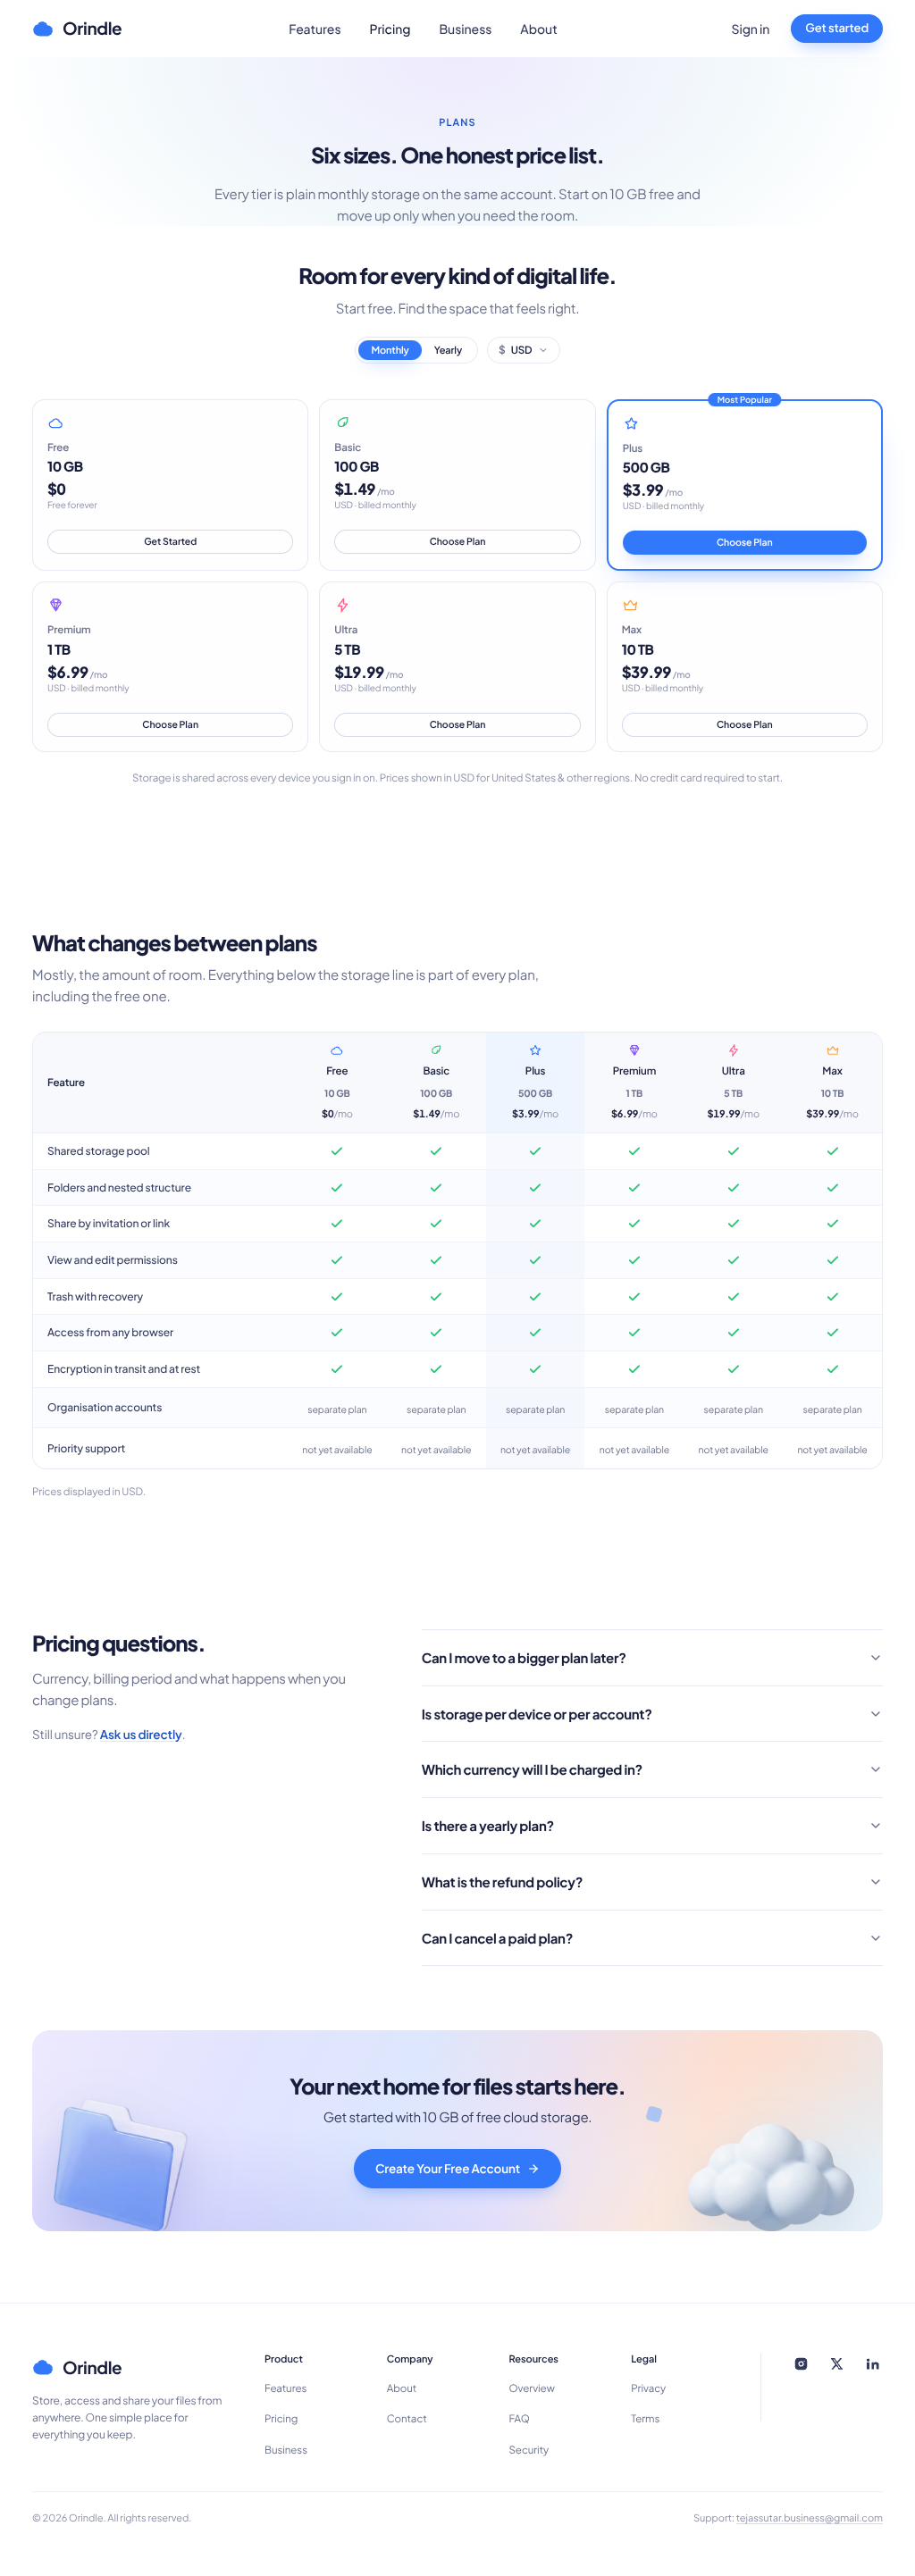 Orindle
Features Pricing Business About
Sign in Get started
PLANS
Six sizes. One honest price list.
Every tier is plain monthly storage on the same account. Start on 10 GB free and
move up only when you need the room.
Room for every kind of digital life.
Start free. Find the space that feels right.
Monthly Yearly $ USD
Free
10 GB
$0
Free forever
Get Started
Basic
100 GB
$1.49 /mo
USD · billed monthly
Choose Plan
Most Popular
Plus
500 GB
$3.99 /mo
USD · billed monthly
Choose Plan
Premium
1 TB
$6.99 /mo
USD · billed monthly
Choose Plan
Ultra
5 TB
$19.99 /mo
USD · billed monthly
Choose Plan
Max
10 TB
$39.99 /mo
USD · billed monthly
Choose Plan
Storage is shared across every device you sign in on. Prices shown in USD for United States & other regions. No credit card required to start.
What changes between plans
Mostly, the amount of room. Everything below the storage line is part of every plan,
including the free one.
Feature
Free Basic Plus Premium Ultra Max
10 GB 100 GB 500 GB 1 TB 5 TB 10 TB
$0/mo $1.49/mo $3.99/mo $6.99/mo $19.99/mo $39.99/mo
Shared storage pool
Folders and nested structure
Share by invitation or link
View and edit permissions
Trash with recovery
Access from any browser
Encryption in transit and at rest
Organisation accounts separate plan separate plan separate plan separate plan separate plan separate plan
Priority support not yet available not yet available not yet available not yet available not yet available not yet available
Prices displayed in USD.
Pricing questions.
Currency, billing period and what happens when you
change plans.
Still unsure? Ask us directly.
Can I move to a bigger plan later?
Is storage per device or per account?
Which currency will I be charged in?
Is there a yearly plan?
What is the refund policy?
Can I cancel a paid plan?
Your next home for files starts here.
Get started with 10 GB of free cloud storage.
Create Your Free Account
Orindle
Store, access and share your files from
anywhere. One simple place for
everything you keep.
Product
Features
Pricing
Business
Company
About
Contact
Resources
Overview
FAQ
Security
Legal
Privacy
Terms
© 2026 Orindle. All rights reserved.
Support: tejassutar.business@gmail.com